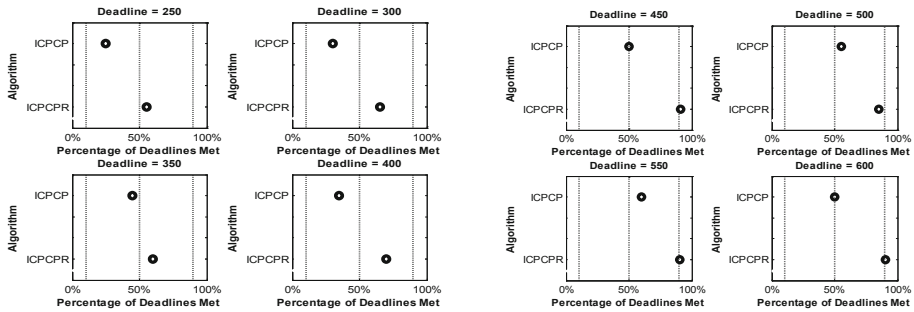 Deadline = 250
Algorithm
ICPCP
ICPCPR
0% 50% 100%
Percentage of Deadlines Met
Deadline = 300
Algorithm
ICPCP
ICPCPR
0% 50% 100%
Percentage of Deadlines Met
Deadline = 350
Algorithm
ICPCP
ICPCPR
0% 50% 100%
Percentage of Deadlines Met
Deadline = 400
Algorithm
ICPCP
ICPCPR
0% 50% 100%
Percentage of Deadlines Met
Deadline = 450
Algorithm
ICPCP
ICPCPR
0% 50% 100%
Percentage of Deadlines Met
Deadline = 500
Algorithm
ICPCP
ICPCPR
0% 50% 100%
Percentage of Deadlines Met
Deadline = 550
Algorithm
ICPCP
ICPCPR
0% 50% 100%
Percentage of Deadlines Met
Deadline = 600
Algorithm
ICPCP
ICPCPR
0% 50% 100%
Percentage of Deadlines Met